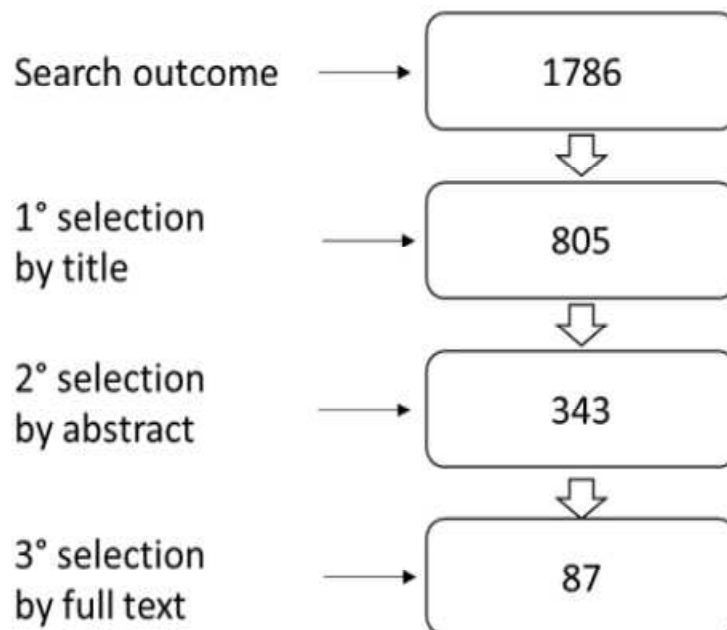 Search outcome
1786
1° selection
by title
805
2° selection
by abstract
343
3° selection
by full text
87